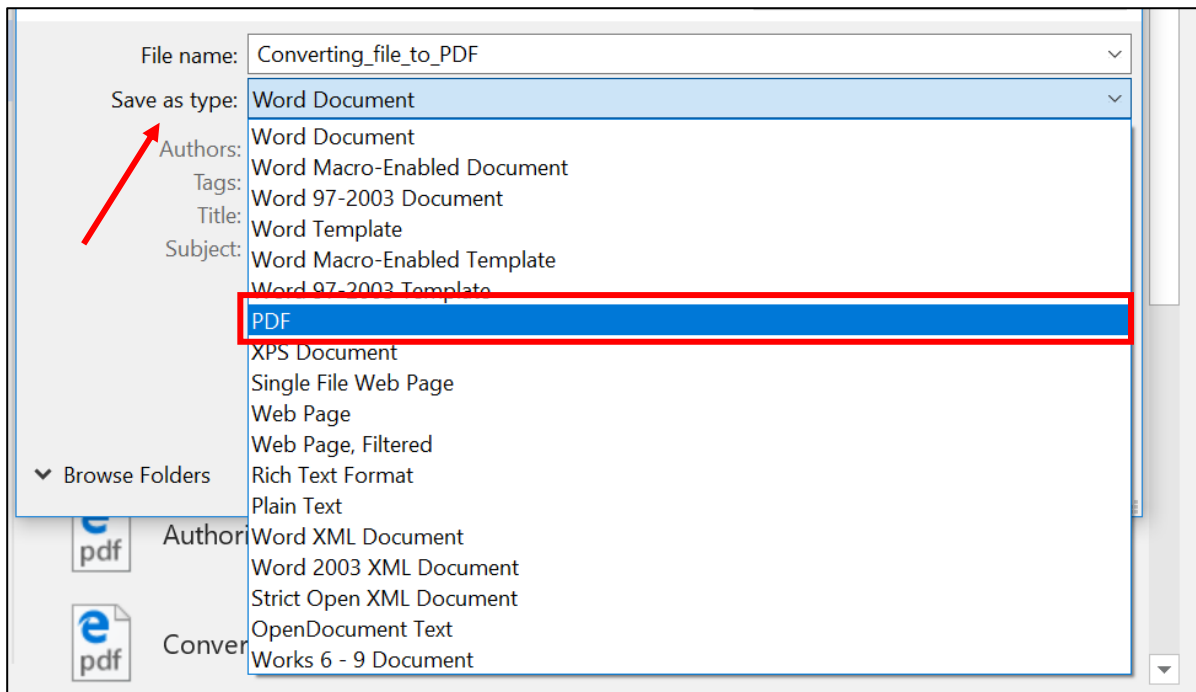 File name: Converting_file_to_PDF
Save as type: Word Document
Authors:
Tags:
Title:
Subject:
Word Document
Word Macro-Enabled Document
Word 97-2003 Document
Word Template
Word Macro-Enabled Template
Word 97-2003 Template
PDF
XPS Document
Single File Web Page
Web Page
Web Page, Filtered
Rich Text Format
Plain Text
Word XML Document
Word 2003 XML Document
Strict Open XML Document
OpenDocument Text
Works 6 - 9 Document
Browse Folders
pdf Authori
pdf Conver